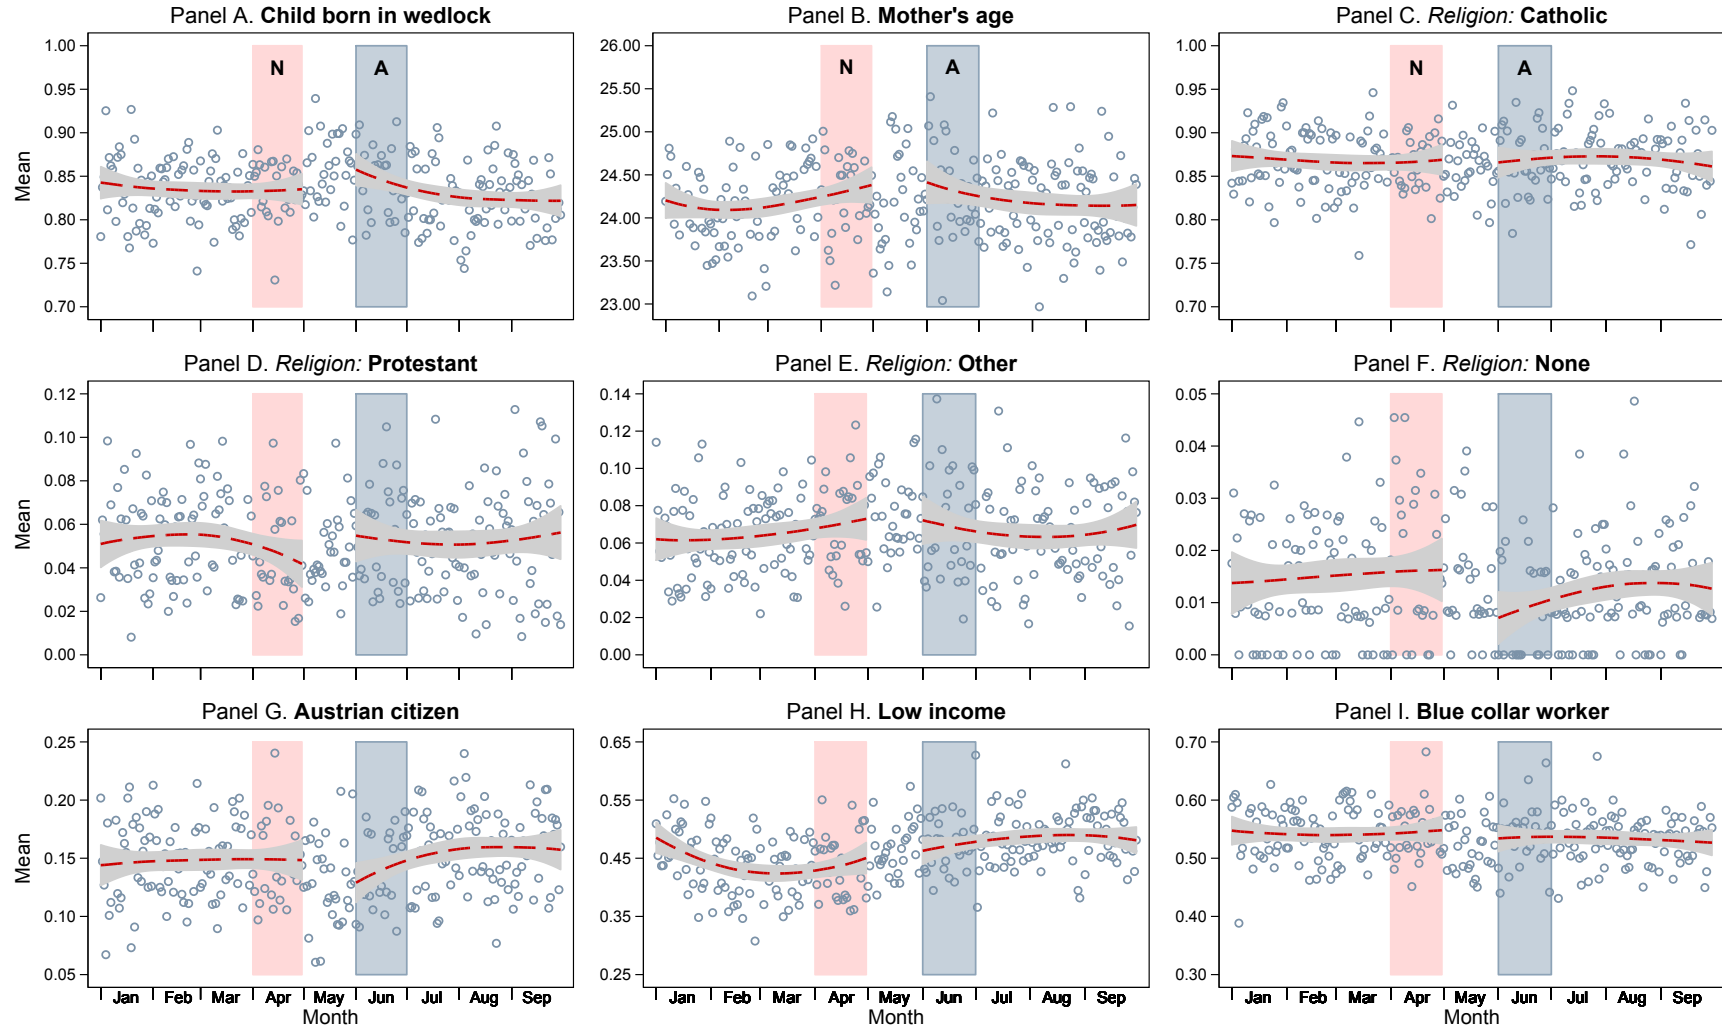 Panel A. Child born in wedlock
Panel B. Mother's age
Panel C. Religion: Catholic
Mean
1.00
0.95
0.90
0.85
0.80
0.75
0.70
N
A
26.00
25.50
25.00
24.50
24.00
23.50
23.00
N
A
1.00
0.95
0.90
0.85
0.80
0.75
0.70
N
A
Panel D. Religion: Protestant
Panel E. Religion: Other
Panel F. Religion: None
Mean
0.12
0.10
0.08
0.06
0.04
0.02
0.00
0.14
0.12
0.10
0.08
0.06
0.04
0.02
0.00
0.05
0.04
0.03
0.02
0.01
0.00
Panel G. Austrian citizen
Panel H. Low income
Panel I. Blue collar worker
Mean
0.25
0.20
0.15
0.10
0.05
Jan Feb Mar Apr May Jun Jul Aug Sep
Month
0.65
0.55
0.45
0.35
0.25
Jan Feb Mar Apr May Jun Jul Aug Sep
Month
0.70
0.60
0.50
0.40
0.30
Jan Feb Mar Apr May Jun Jul Aug Sep
Month